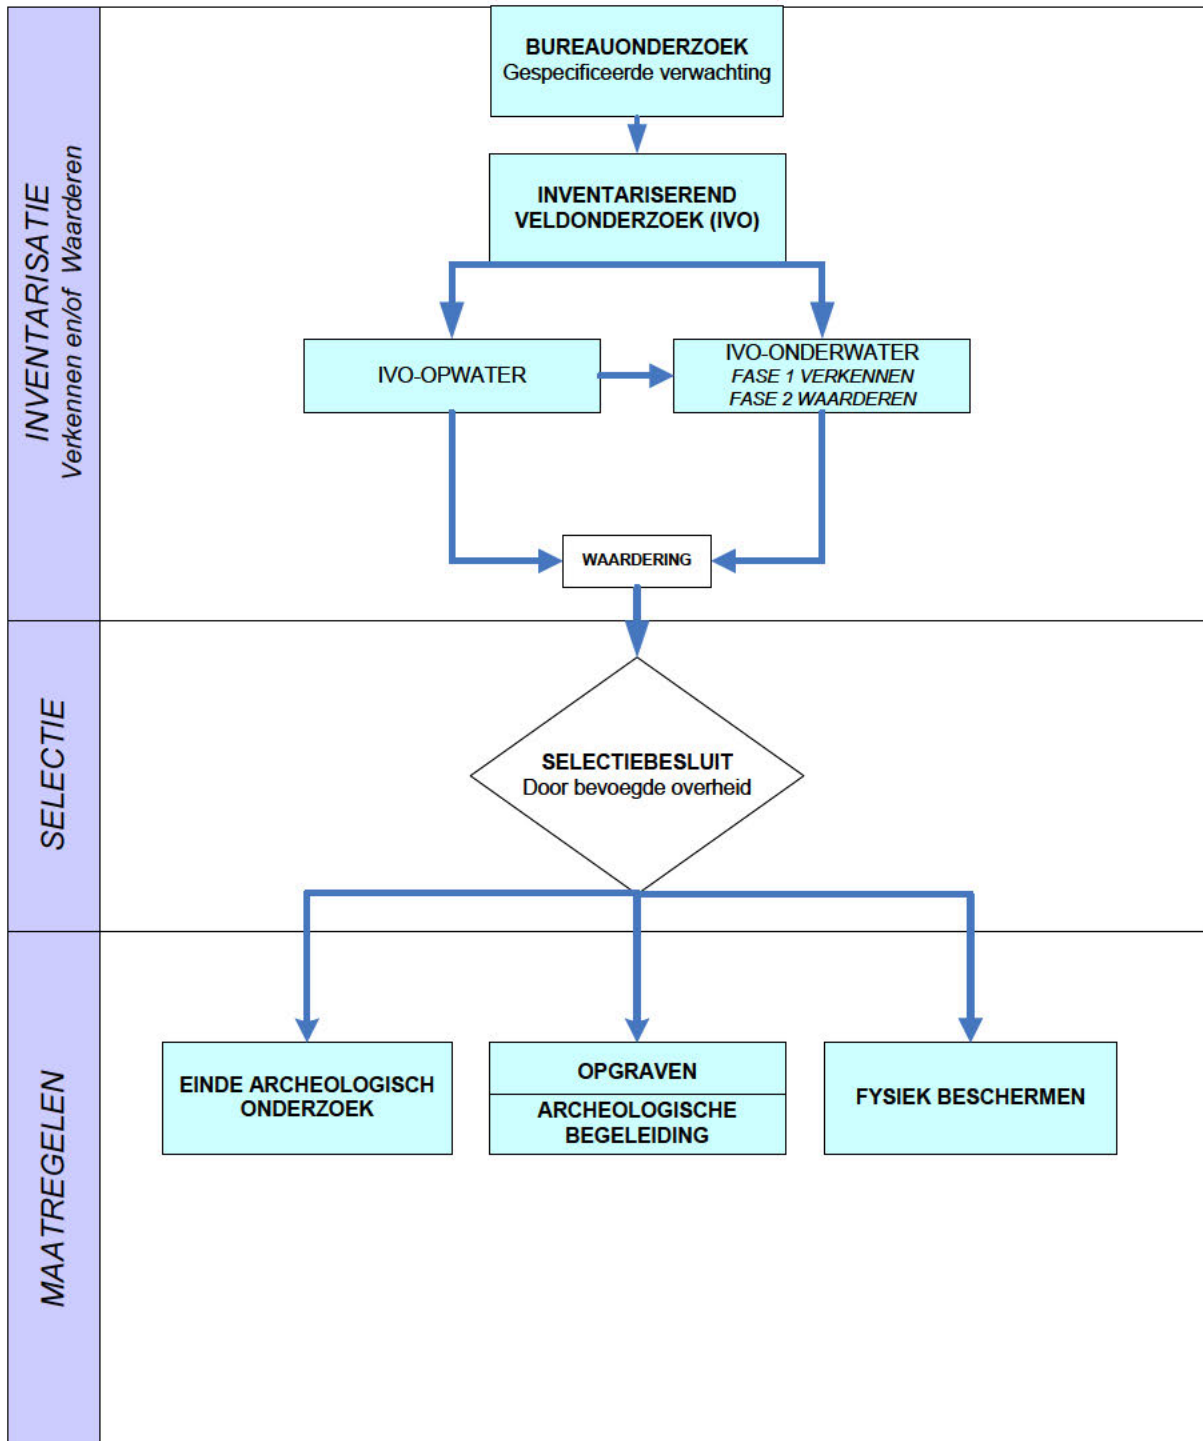 INVENTARISATIE
Verkennen en/of Waarderen
BUREAUONDERZOEK
Gespecificeerde verwachting
INVENTARISEREND
VELDONDERZOEK (IVO)
IVO-OPWATER
IVO-ONDERWATER
FASE 1 VERKENNEN
FASE 2 WAARDEREN
WAARDERING
SELECTIE
SELECTIEBESLUIT
Door bevoegde overheid
MAATREGELEN
EINDE ARCHEOLOGISCH
ONDERZOEK
OPGRAVEN
ARCHEOLOGISCHE
BEGELEIDING
FYSIEK BESCHERMEN